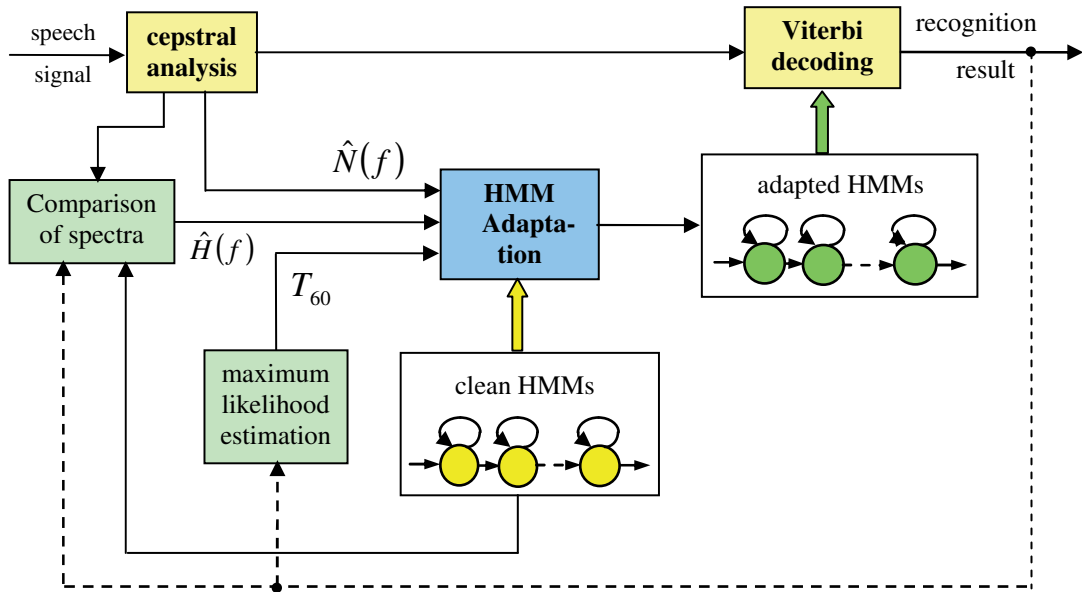 speech
signal
cepstral
analysis
Viterbi
decoding
recognition
result
N̂(f)
Comparison
of spectra
Ĥ(f)
HMM
Adapta-
tion
adapted HMMs
T₆₀
maximum
likelihood
estimation
clean HMMs